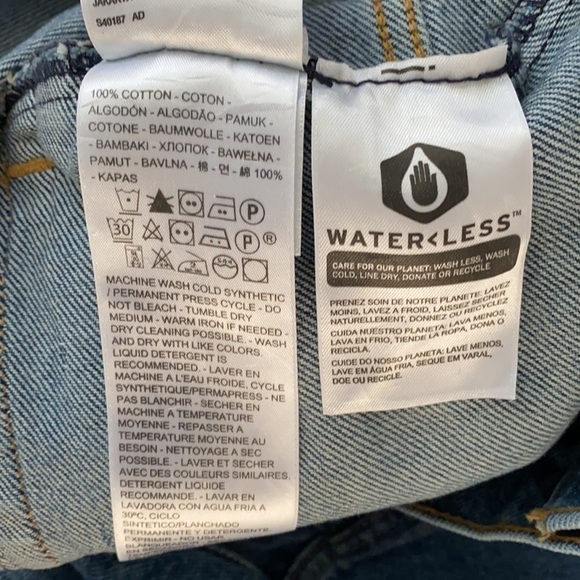 S40187 AD
100% COTTON - COTON -
ALGODÓN - ALGODÃO - PAMUK -
COTONE - BAUMWOLLE - KATOEN
- BAMBAKI - ХЛОПОК - BAWEŁNA -
PAMUT - BAVLNA - 棉 - 면 - 綿 100%
- KAPAS
P
30 P ®
MACHINE WASH COLD SYNTHETIC
/ PERMANENT PRESS CYCLE - DO
NOT BLEACH - TUMBLE DRY
MEDIUM - WARM IRON IF NEEDED -
DRY CLEANING POSSIBLE. - WASH
AND DRY WITH LIKE COLORS.
LIQUID DETERGENT IS
RECOMMENDED. - LAVER EN
MACHINE A L'EAU FROIDE, CYCLE
SYNTHETIQUE/PERMAPRESS - NE
PAS BLANCHIR - SECHER EN
MACHINE A TEMPERATURE
MOYENNE - REPASSER A
TEMPERATURE MOYENNE AU
BESOIN - NETTOYAGE A SEC
POSSIBLE. - LAVER ET SECHER
AVEC DES COULEURS SIMILAIRES.
DETERGENT LIQUIDE
RECOMMANDE. - LAVAR EN
LAVADORA CON AGUA FRIA A
30ºC, CICLO
SINTETICO/PLANCHADO
PERMANENTE Y DETERGENTE
EXPRIMIR - NO USAR
WATER<LESS™
CARE FOR OUR PLANET: WASH LESS, WASH
COLD, LINE DRY, DONATE OR RECYCLE
PRENEZ SOIN DE NOTRE PLANETE: LAVEZ
MOINS, LAVEZ A FROID, LAISSEZ SECHER
NATURELLEMENT, DONNEZ OU RECYCLEZ
CUIDA NUESTRO PLANETA: LAVA MENOS,
LAVA EN FRIO, TIENDE LA ROPA, DONA O
RECICLA.
CUIDE DO NOSSO PLANETA: LAVE MENOS,
LAVE EM ÁGUA FRIA, SEQUE EM VARAL,
DOE OU RECICLE.